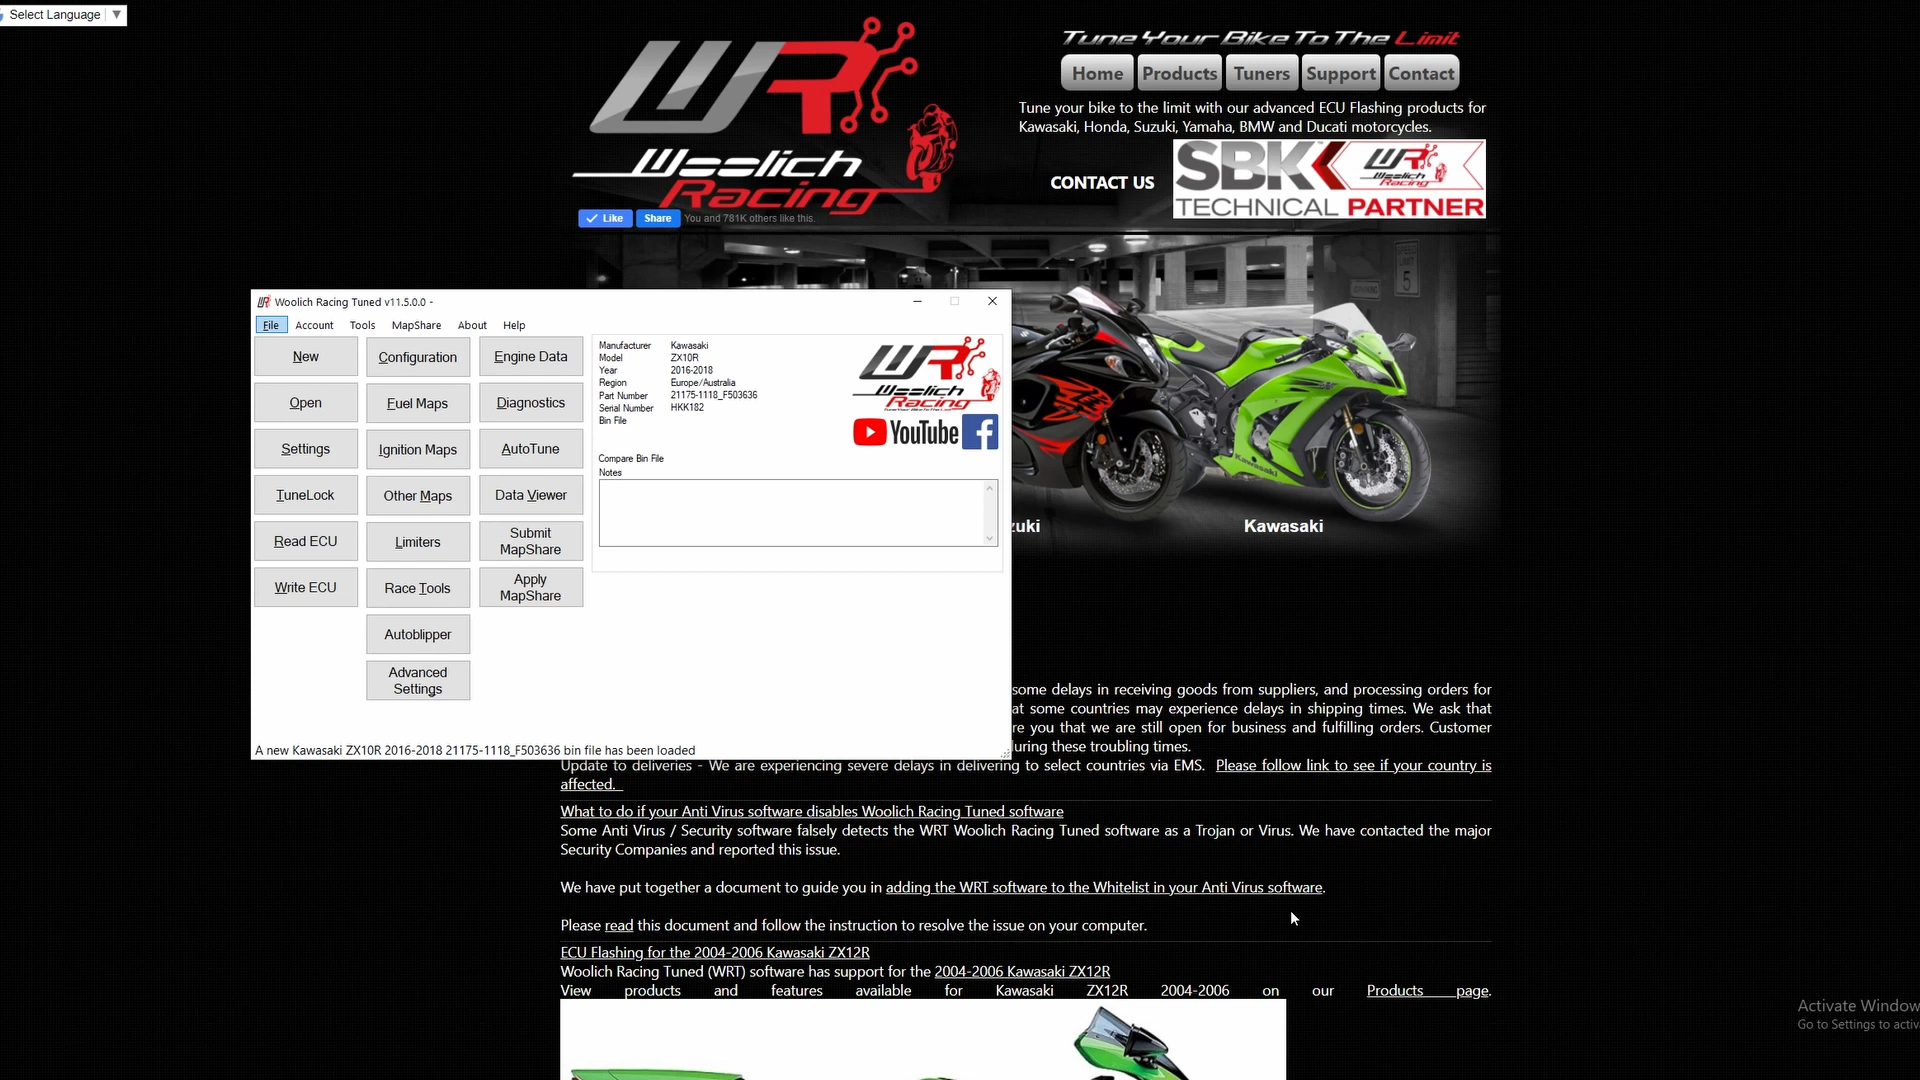 Select Language ▼
Tune Your Bike To The Limit
Home Products Tuners Support Contact
Tune your bike to the limit with our advanced ECU Flashing products for
Kawasaki, Honda, Suzuki, Yamaha, BMW and Ducati motorcycles.
WR
Woolich
Racing
CONTACT US
SBK
WR
Woolich
Racing
TECHNICAL PARTNER
Like Share You and 781K others like this.
Woolich Racing Tuned v11.5.0.0 -
File Account Tools MapShare About Help
New Configuration Engine Data
Open Fuel Maps Diagnostics
Settings Ignition Maps AutoTune
TuneLock Other Maps Data Viewer
Read ECU Limiters Submit MapShare
Write ECU Race Tools Apply MapShare
Autoblipper
Advanced Settings
Manufacturer Kawasaki
Model ZX10R
Year 2016-2018
Region Europe/Australia
Part Number 21175-1118_F503636
Serial Number HKK182
Bin File
WR
Woolich
Racing
YouTube f
Compare Bin File
Notes
A new Kawasaki ZX10R 2016-2018 21175-1118_F503636 bin file has been loaded
5
zuki
Kawasaki
Kawasaki
some delays in receiving goods from suppliers, and processing orders for
at some countries may experience delays in shipping times. We ask that
re you that we are still open for business and fulfilling orders. Customer
during these troubling times.
Update to deliveries - We are experiencing severe delays in delivering to select countries via EMS. Please follow link to see if your country is
affected.
What to do if your Anti Virus software disables Woolich Racing Tuned software
Some Anti Virus / Security software falsely detects the WRT Woolich Racing Tuned software as a Trojan or Virus. We have contacted the major
Security Companies and reported this issue.
We have put together a document to guide you in adding the WRT software to the Whitelist in your Anti Virus software.
Please read this document and follow the instruction to resolve the issue on your computer.
ECU Flashing for the 2004-2006 Kawasaki ZX12R
Woolich Racing Tuned (WRT) software has support for the 2004-2006 Kawasaki ZX12R
View products and features available for Kawasaki ZX12R 2004-2006 on our Products page.
Activate Window
Go to Settings to activa